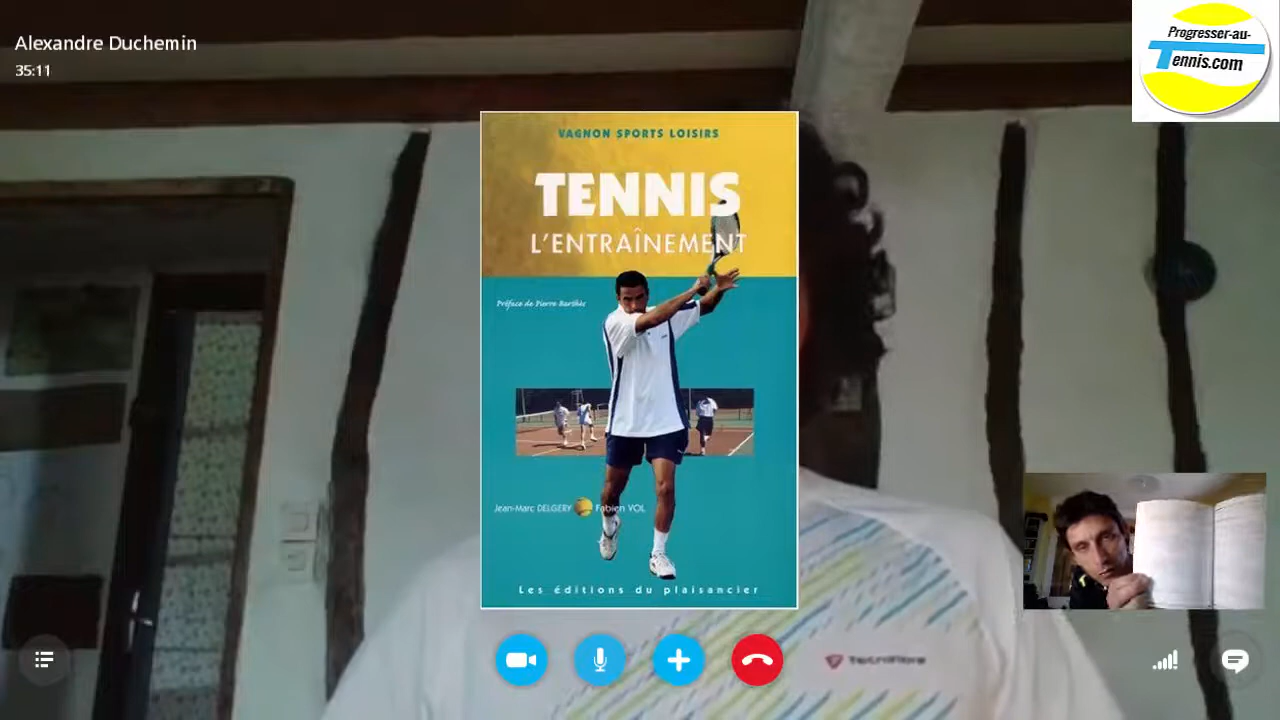 Alexandre Duchemin
35:11
Progresser-au-
Tennis.com
VAGNON SPORTS LOISIRS
TENNIS
L'ENTRAÎNEMENT
Préface de Pierre Barthès
Jean-Marc DELGERY Fabien VOL
Les éditions du plaisancier
Tecnifibre